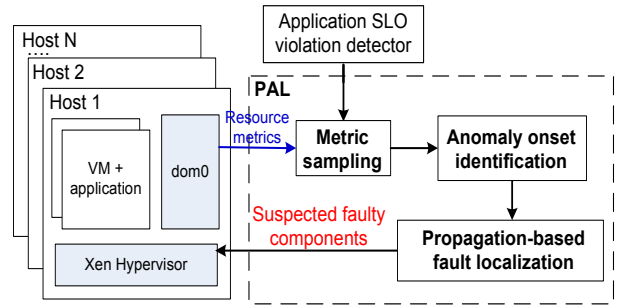 Host N
....
Host 2
Host 1
VM +
application
dom0
Xen Hypervisor
Application SLO
violation detector
PAL
Resource
metrics
Metric
sampling
Anomaly onset
identification
Suspected faulty
components
Propagation-based
fault localization